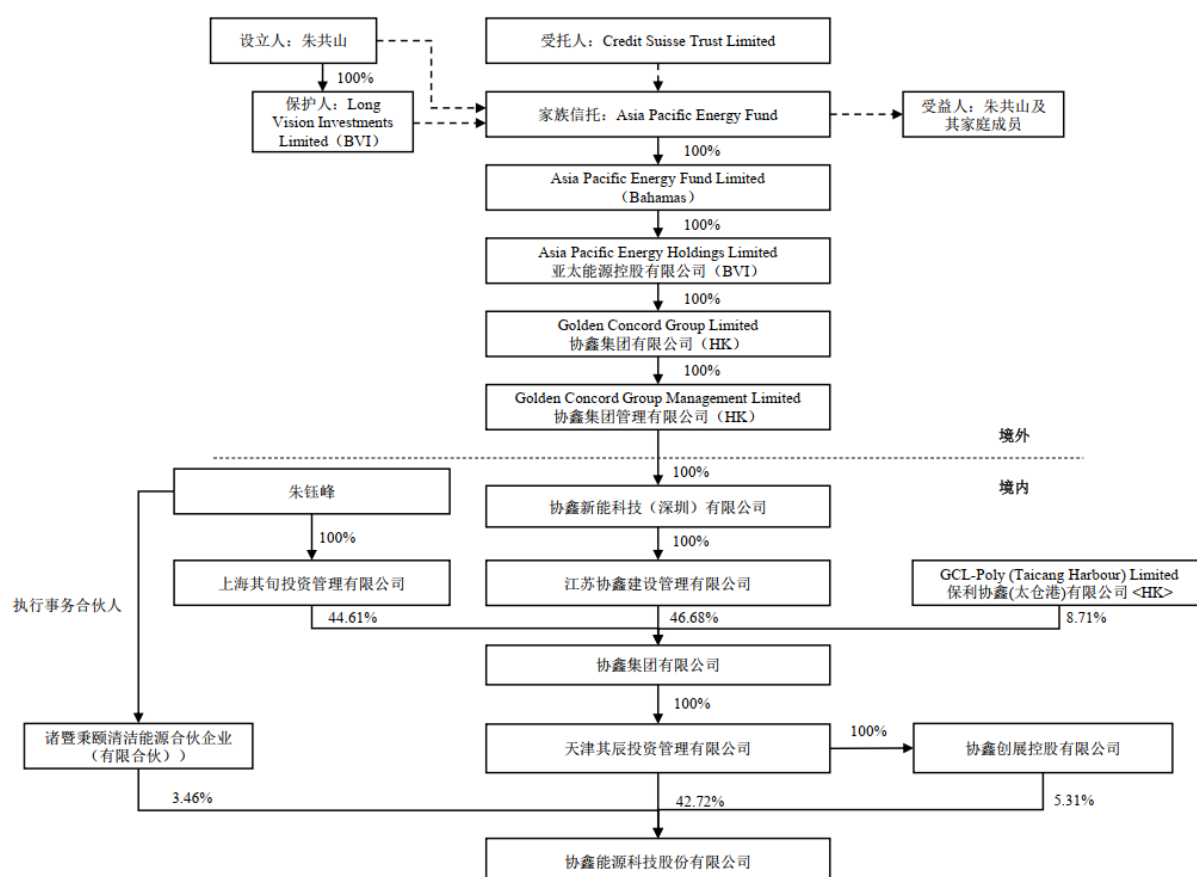 设立人：朱共山
受托人：Credit Suisse Trust Limited
100%
保护人：Long
Vision Investments
Limited（BVI）
家族信托：Asia Pacific Energy Fund
受益人：朱共山及
其家庭成员
100%
Asia Pacific Energy Fund Limited
（Bahamas）
100%
Asia Pacific Energy Holdings Limited
亚太能源控股有限公司（BVI）
100%
Golden Concord Group Limited
协鑫集团有限公司（HK）
100%
Golden Concord Group Management Limited
协鑫集团管理有限公司（HK）
境外
100%
境内
朱钰峰
协鑫新能科技（深圳）有限公司
100%
100%
上海其旬投资管理有限公司
江苏协鑫建设管理有限公司
GCL-Poly (Taicang Harbour) Limited
保利协鑫(太仓港)有限公司 <HK>
执行事务合伙人
44.61%
46.68%
8.71%
协鑫集团有限公司
100%
诸暨秉颐清洁能源合伙企业
（有限合伙））
天津其辰投资管理有限公司
100%
协鑫创展控股有限公司
3.46%
42.72%
5.31%
协鑫能源科技股份有限公司